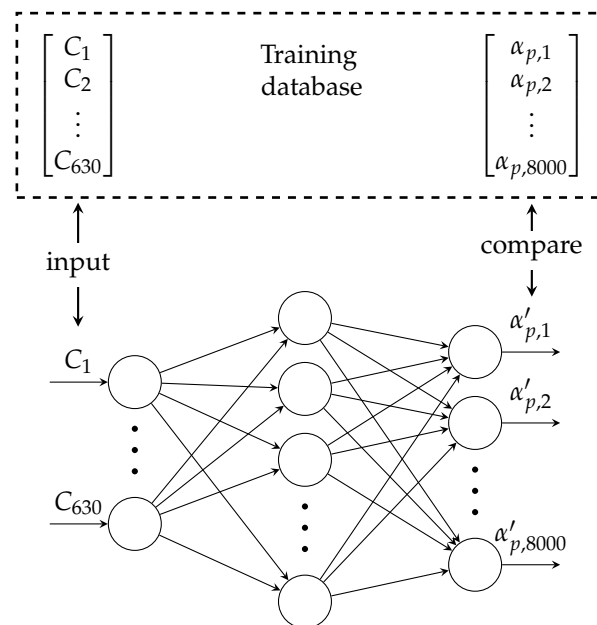 C₁
C₂
⋮
C₆₃₀
Training
database
αₚ,₁
αₚ,₂
⋮
αₚ,₈₀₀₀
input
compare
C₁
C₆₃₀
α′ₚ,₁
α′ₚ,₂
α′ₚ,₈₀₀₀